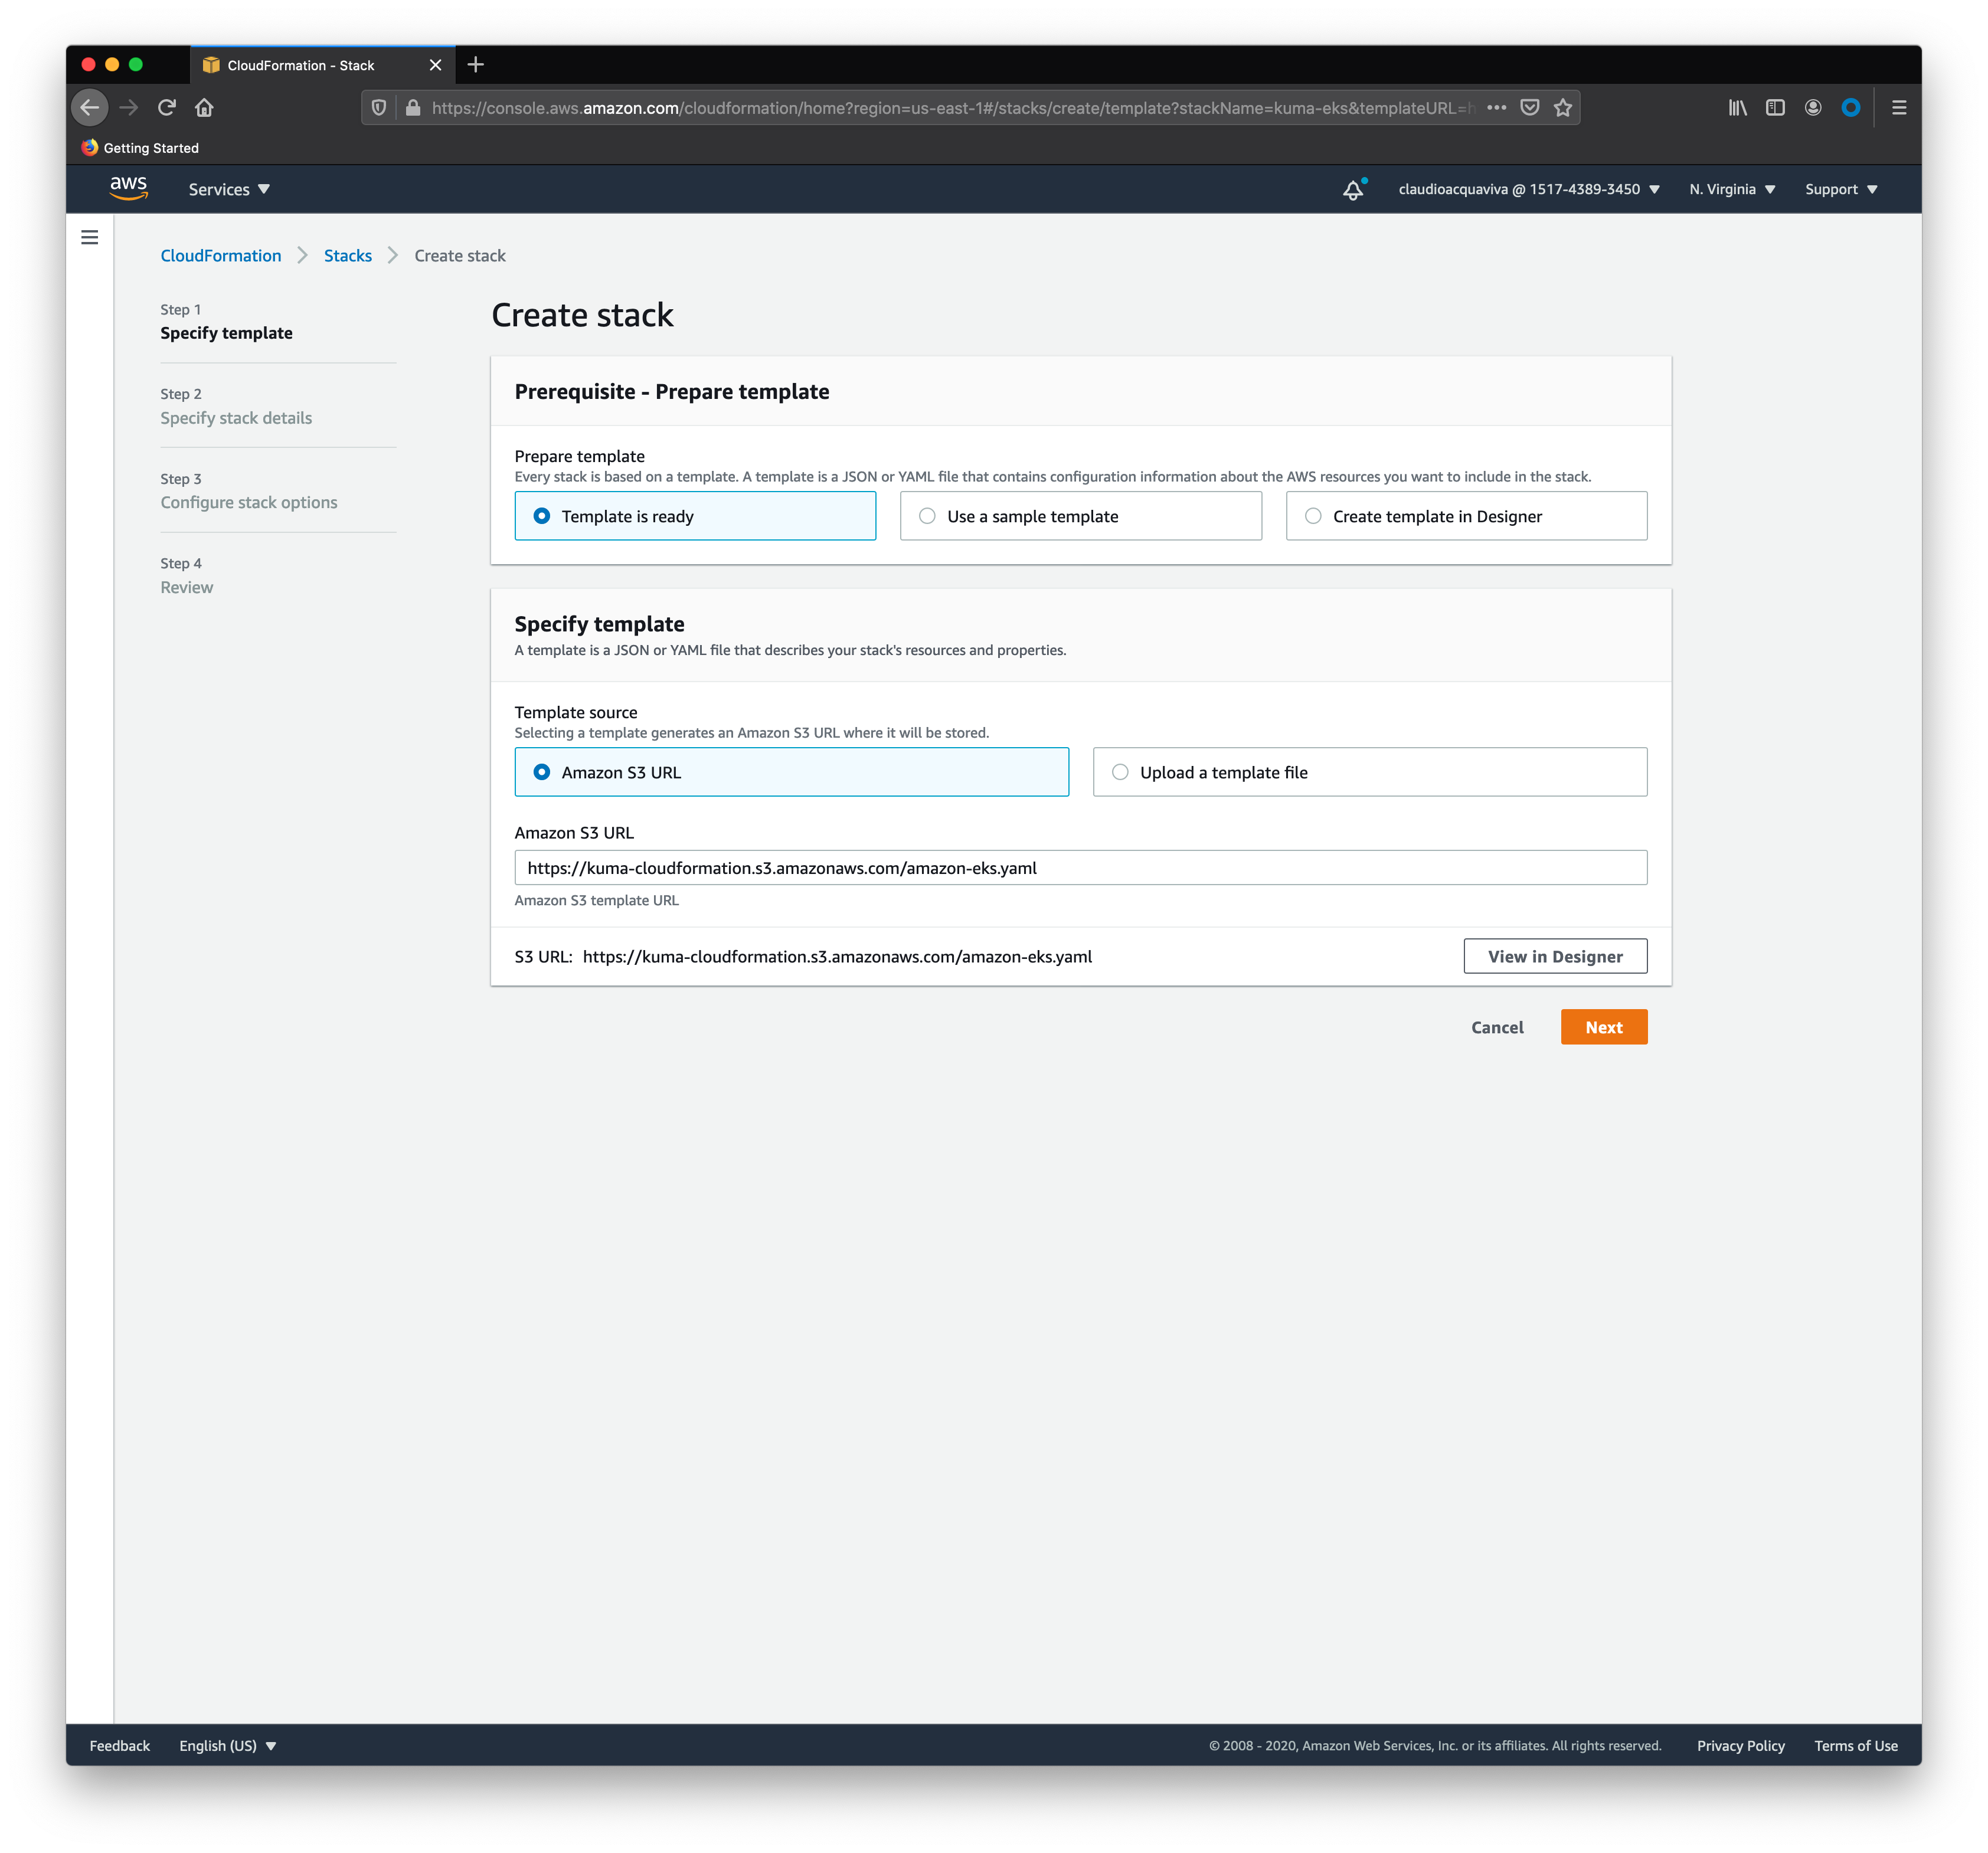 CloudFormation - Stack
https://console.aws.amazon.com/cloudformation/home?region=us-east-1#/stacks/create/template?stackName=kuma-eks&templateURL=h
Getting Started
aws
Services
claudioacquaviva @ 1517-4389-3450
N. Virginia
Support
CloudFormation
Stacks
Create stack
Step 1
Specify template
Step 2
Specify stack details
Step 3
Configure stack options
Step 4
Review
Create stack
Prerequisite - Prepare template
Prepare template
Every stack is based on a template. A template is a JSON or YAML file that contains configuration information about the AWS resources you want to include in the stack.
Template is ready
Use a sample template
Create template in Designer
Specify template
A template is a JSON or YAML file that describes your stack's resources and properties.
Template source
Selecting a template generates an Amazon S3 URL where it will be stored.
Amazon S3 URL
Upload a template file
Amazon S3 URL
https://kuma-cloudformation.s3.amazonaws.com/amazon-eks.yaml
Amazon S3 template URL
S3 URL: https://kuma-cloudformation.s3.amazonaws.com/amazon-eks.yaml
View in Designer
Cancel
Next
Feedback
English (US)
© 2008 - 2020, Amazon Web Services, Inc. or its affiliates. All rights reserved.
Privacy Policy
Terms of Use